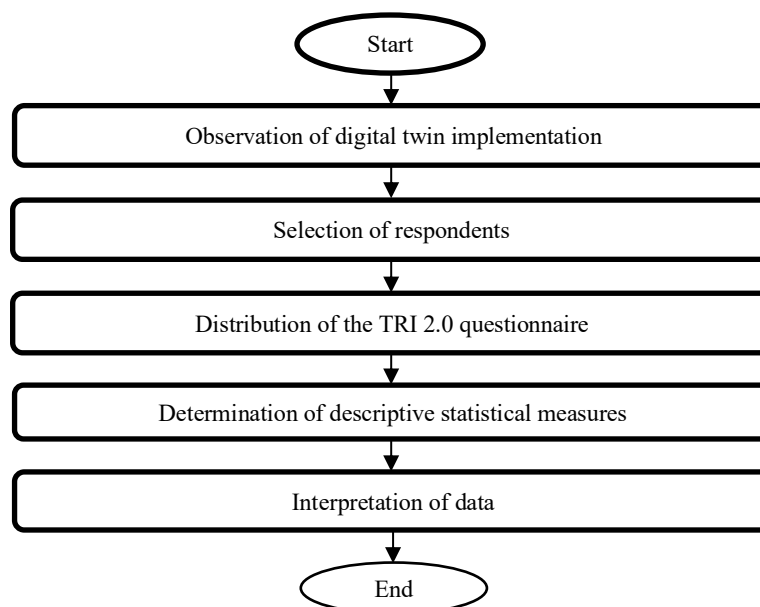 Start
Observation of digital twin implementation
Selection of respondents
Distribution of the TRI 2.0 questionnaire
Determination of descriptive statistical measures
Interpretation of data
End